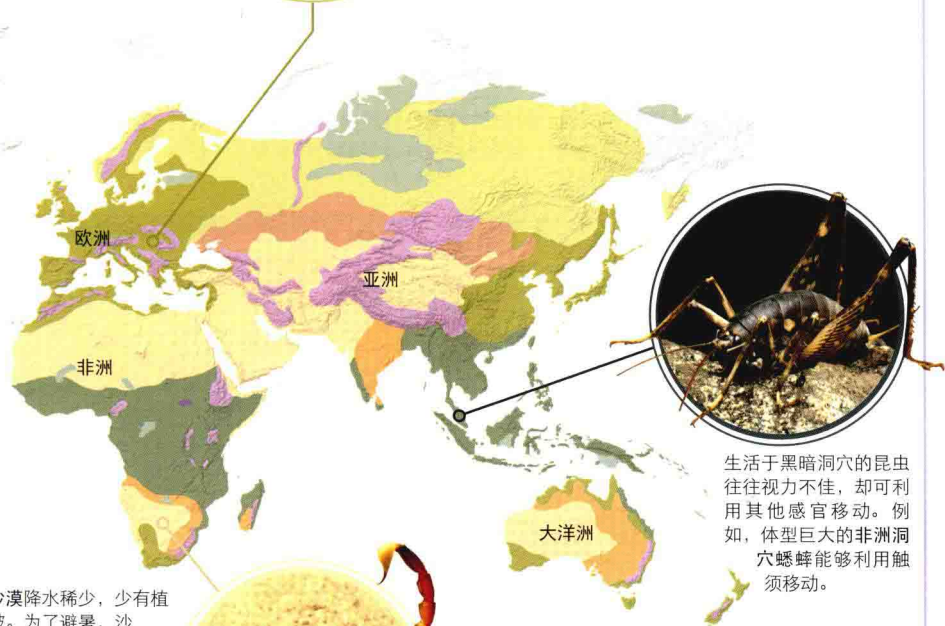 欧洲
亚洲
非洲
大洋洲
生活于黑暗洞穴的昆虫
往往视力不佳，却可利
用其他感官移动。例
如，体型巨大的非洲洞
穴蟋蟀能够利用触
须移动。
沙漠降水稀少，少有植
被。为了避暑，沙